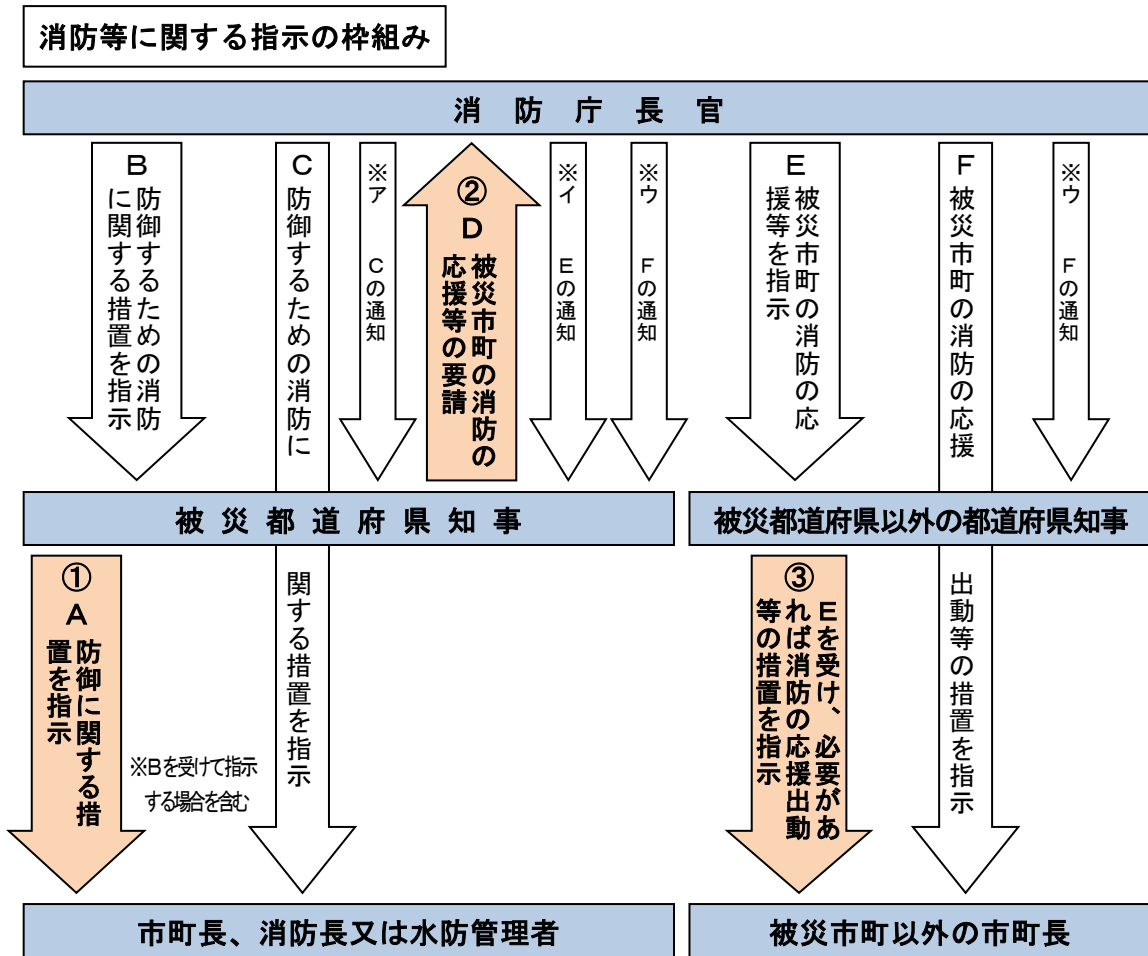 消防等に関する指示の枠組み
消防庁長官
B
防御するための消防
に関する措置を指示
C
防御するための消防に
関する措置を指示
※ア Cの通知
②
D
被災市町の消防の
応援等の要請
※イ Eの通知
※ウ Fの通知
E
被災市町の消防の応
援等を指示
F
被災市町の消防の応援
出動等の措置を指示
※ウ Fの通知
被災都道府県知事
被災都道府県以外の都道府県知事
①
A
防御に関する措
置を指示
※Bを受けて指示
する場合を含む
③
Eを受け、必要があ
れば消防の応援出動
等の措置を指示
市町長、消防長又は水防管理者
被災市町以外の市町長